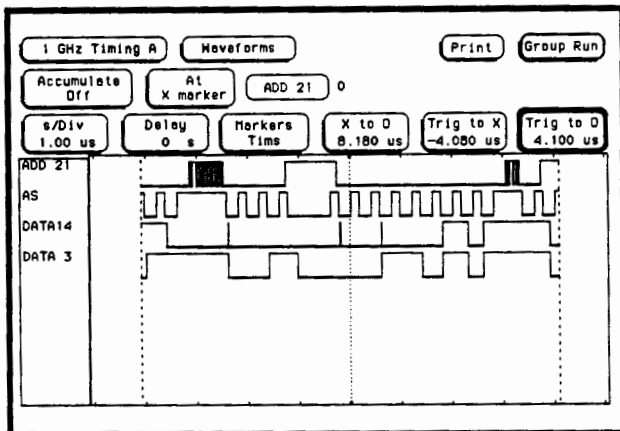 1 GHz Timing A Waveforms Print Group Run
Accumulate Off At X marker ADD 21 0
s/Div 1.00 us Delay 0 s Markers Tims X to O 8.180 us Trig to X -4.080 us Trig to O 4.100 us
ADD 21
AS
DATA14
DATA 3